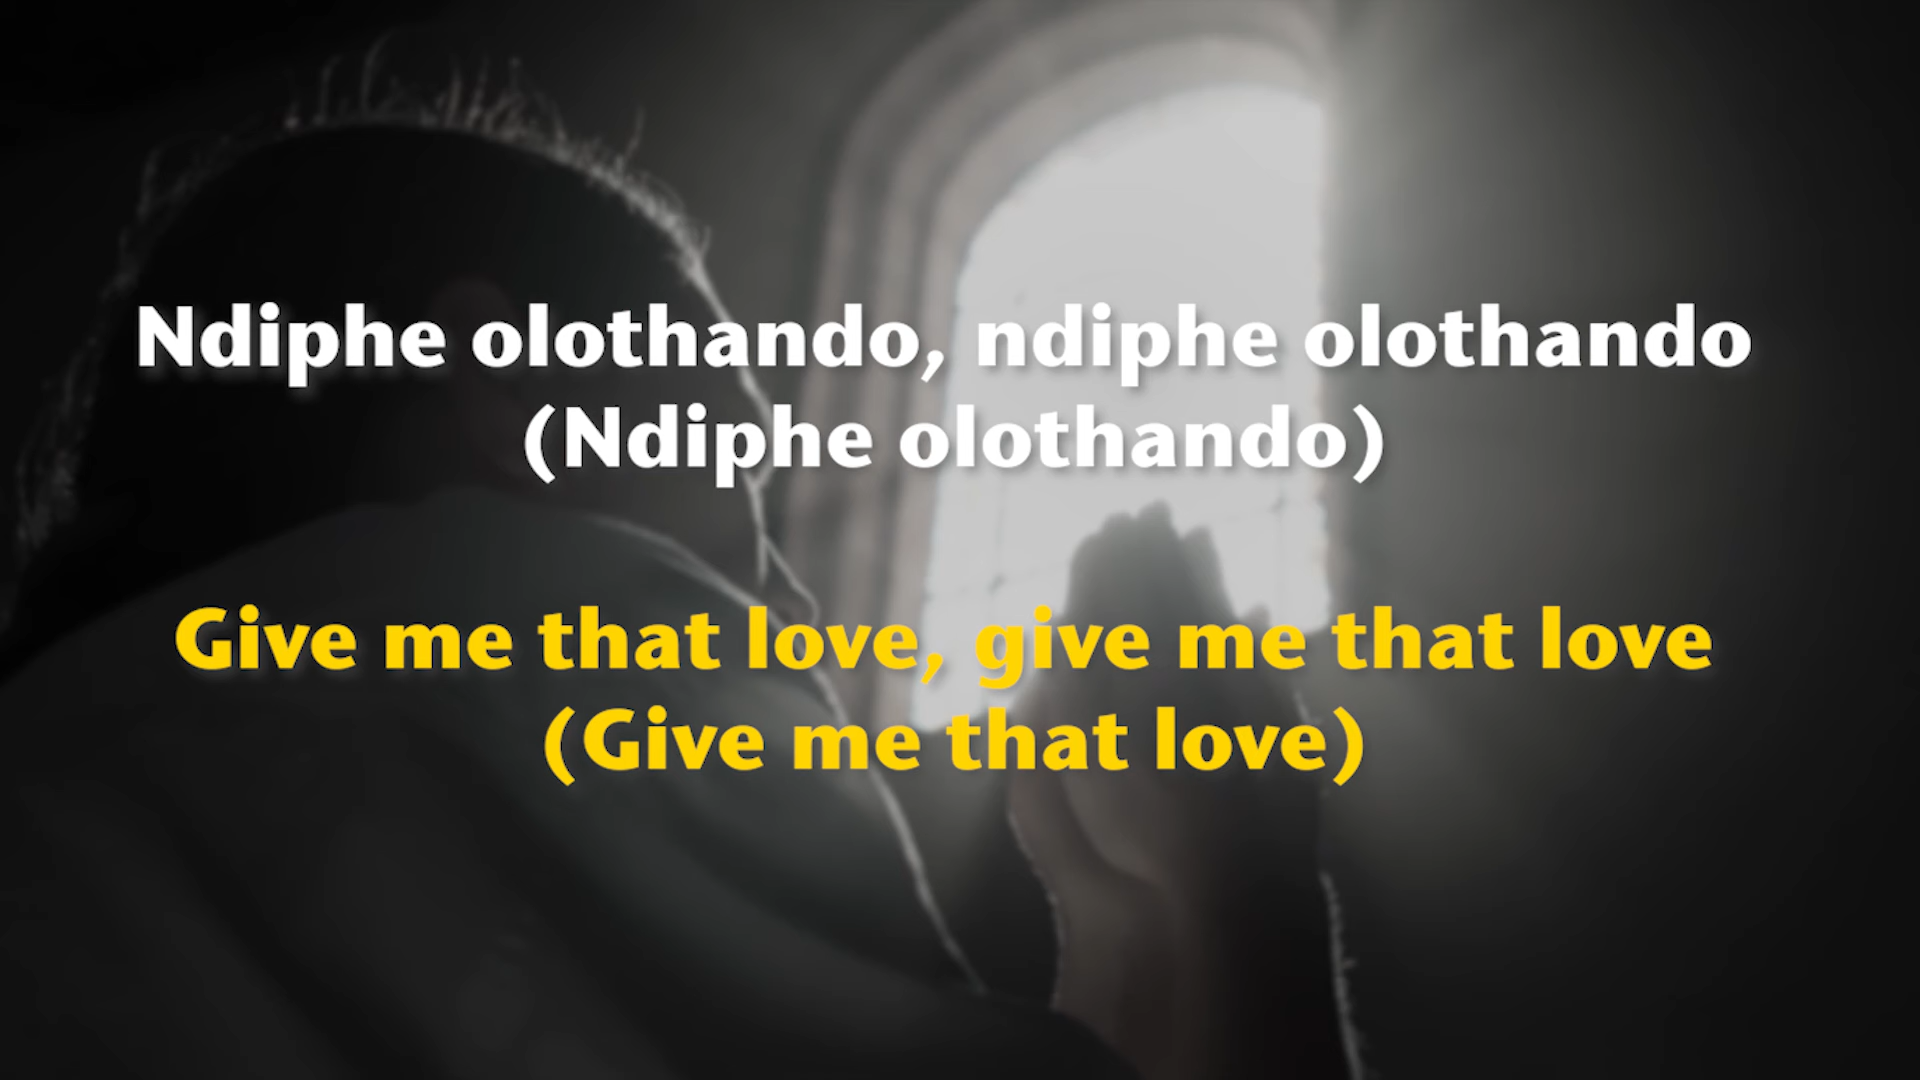 Ndiphe olothando, ndiphe olothando
(Ndiphe olothando)
Give me that love, give me that love
(Give me that love)